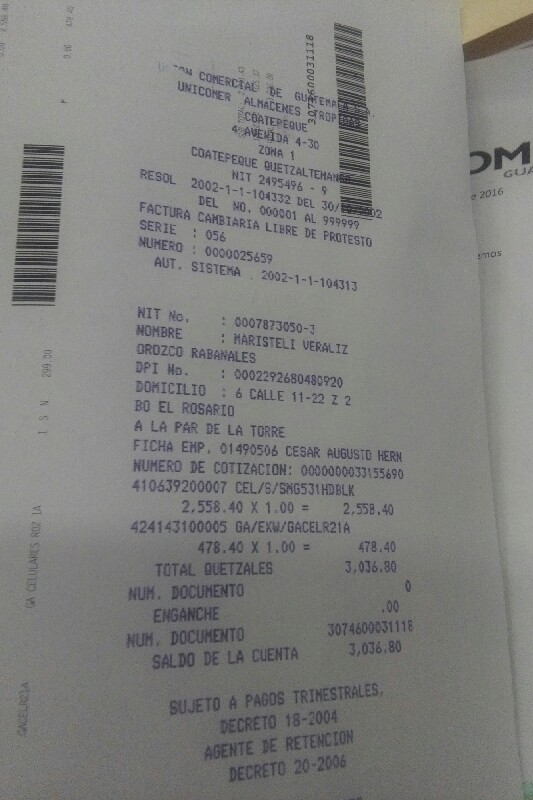 COMERCIAL DE GUATEMALA
UNICOMER ALMACENES TROPIGAS
COATEPEQUE
4 AVENIDA 4-30
ZONA 1
COATEPEQUE QUETZALTENANGO
NIT 2495496 - 9
RESOL 2002-1-1-104332 DEL
DEL NO. 000001 AL 999999
FACTURA CAMBIARIA LIBRE DE PROTESTO
SERIE : 056
NUMERO : 0000025659
AUT. SISTEMA . 2002-1-1-104313
NIT No. : 0007873050-3
NOMBRE : MARISTELI VERALIZ
OROZCO RABANALES
DPI No. : 0002292680480920
DOMICILIO : 6 CALLE 11-22 Z 2
BO EL ROSARIO
A LA PAR DE LA TORRE
FICHA EMP. 01490506 CESAR AUGUSTO HERN
NUMERO DE COTIZACION: 0000000033155690
410639200007 CEL/S/SMG531HDBLK
2,558.40 X 1.00 = 2,558.40
424143100005 GA/EXW/GACELR21A
478.40 X 1.00 = 478.40
TOTAL QUETZALES 3,036.80
NUM. DOCUMENTO 0
ENGANCHE .00
NUM. DOCUMENTO 3074600031118
SALDO DE LA CUENTA 3,036.80
SUJETO A PAGOS TRIMESTRALES.
DECRETO 18-2004
AGENTE DE RETENCION
DECRETO 20-2006
3074600031118
GACELR21A
GA CELULARES R02 1A
1 S N 299.00
P
0.00 478.40
OM
GUA
e 2016
emos